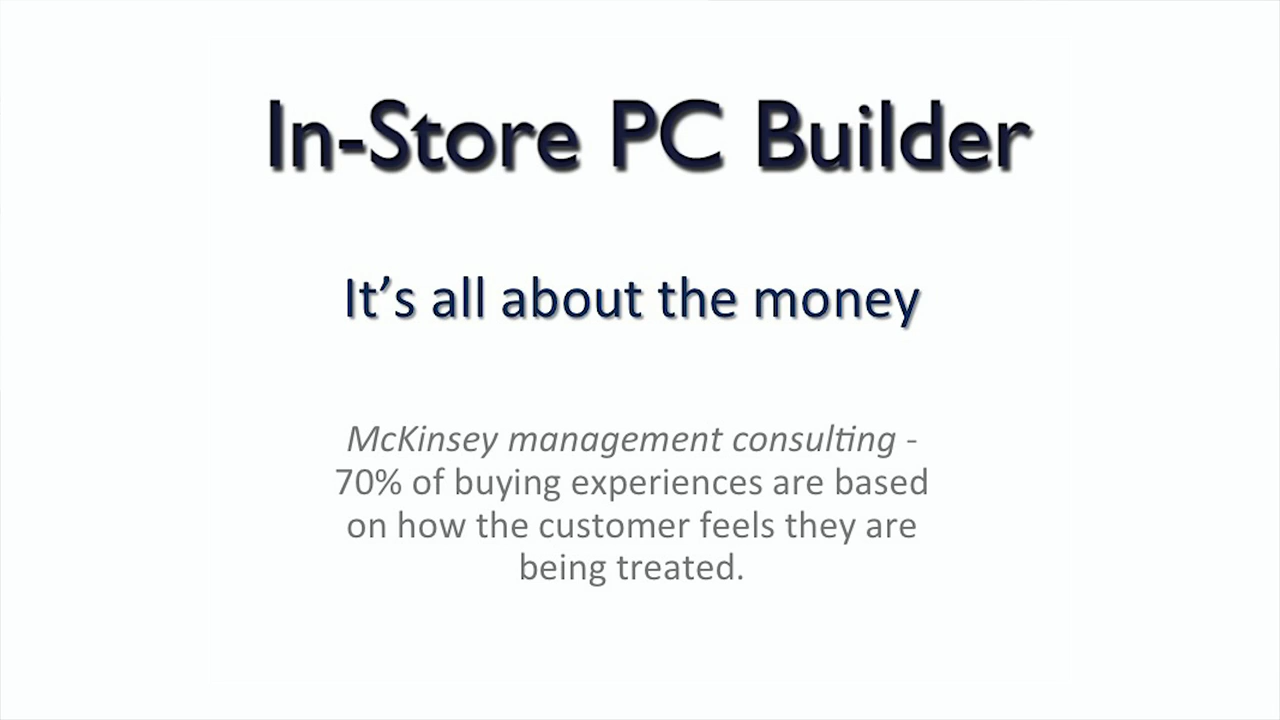 In-Store PC Builder
It’s all about the money
McKinsey management consulting -
70% of buying experiences are based
on how the customer feels they are
being treated.